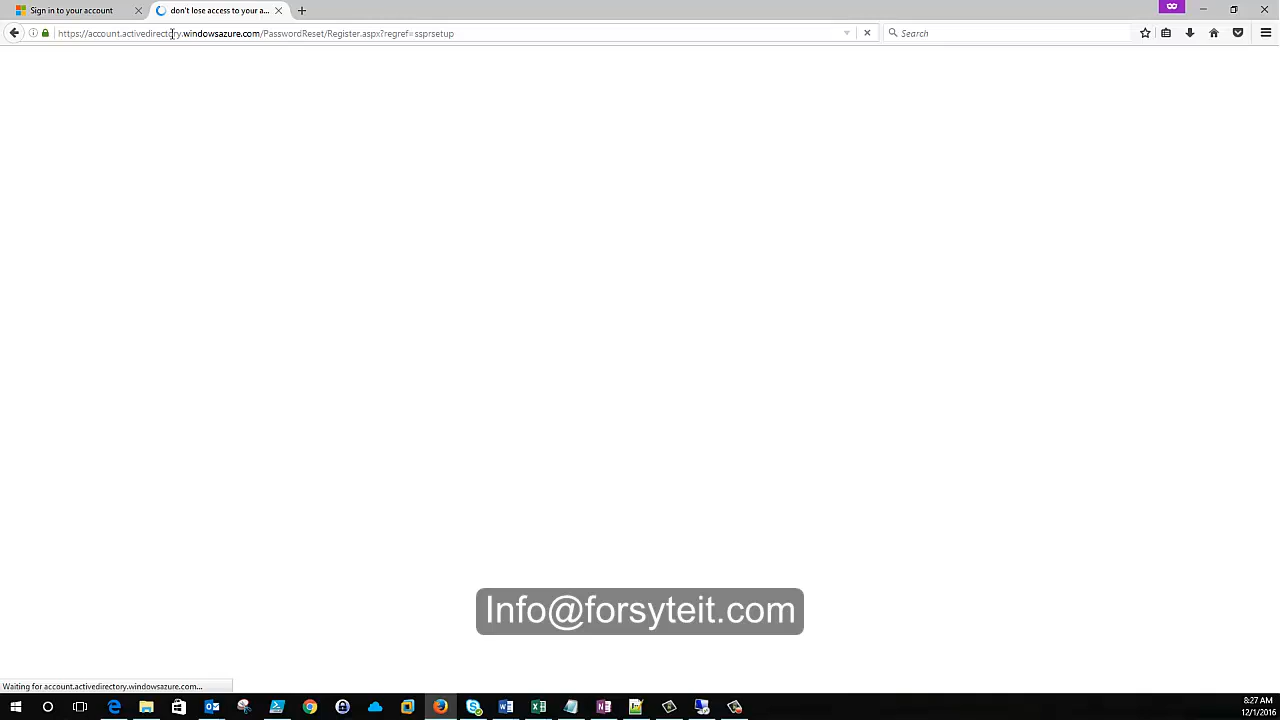 Sign in to your account
don't lose access to your a...
https://account.activedirectory.windowsazure.com/PasswordReset/Register.aspx?regref=ssprsetup
Search
Info@forsyteit.com
Waiting for account.activedirectory.windowsazure.com...
8:27 AM
12/1/2016